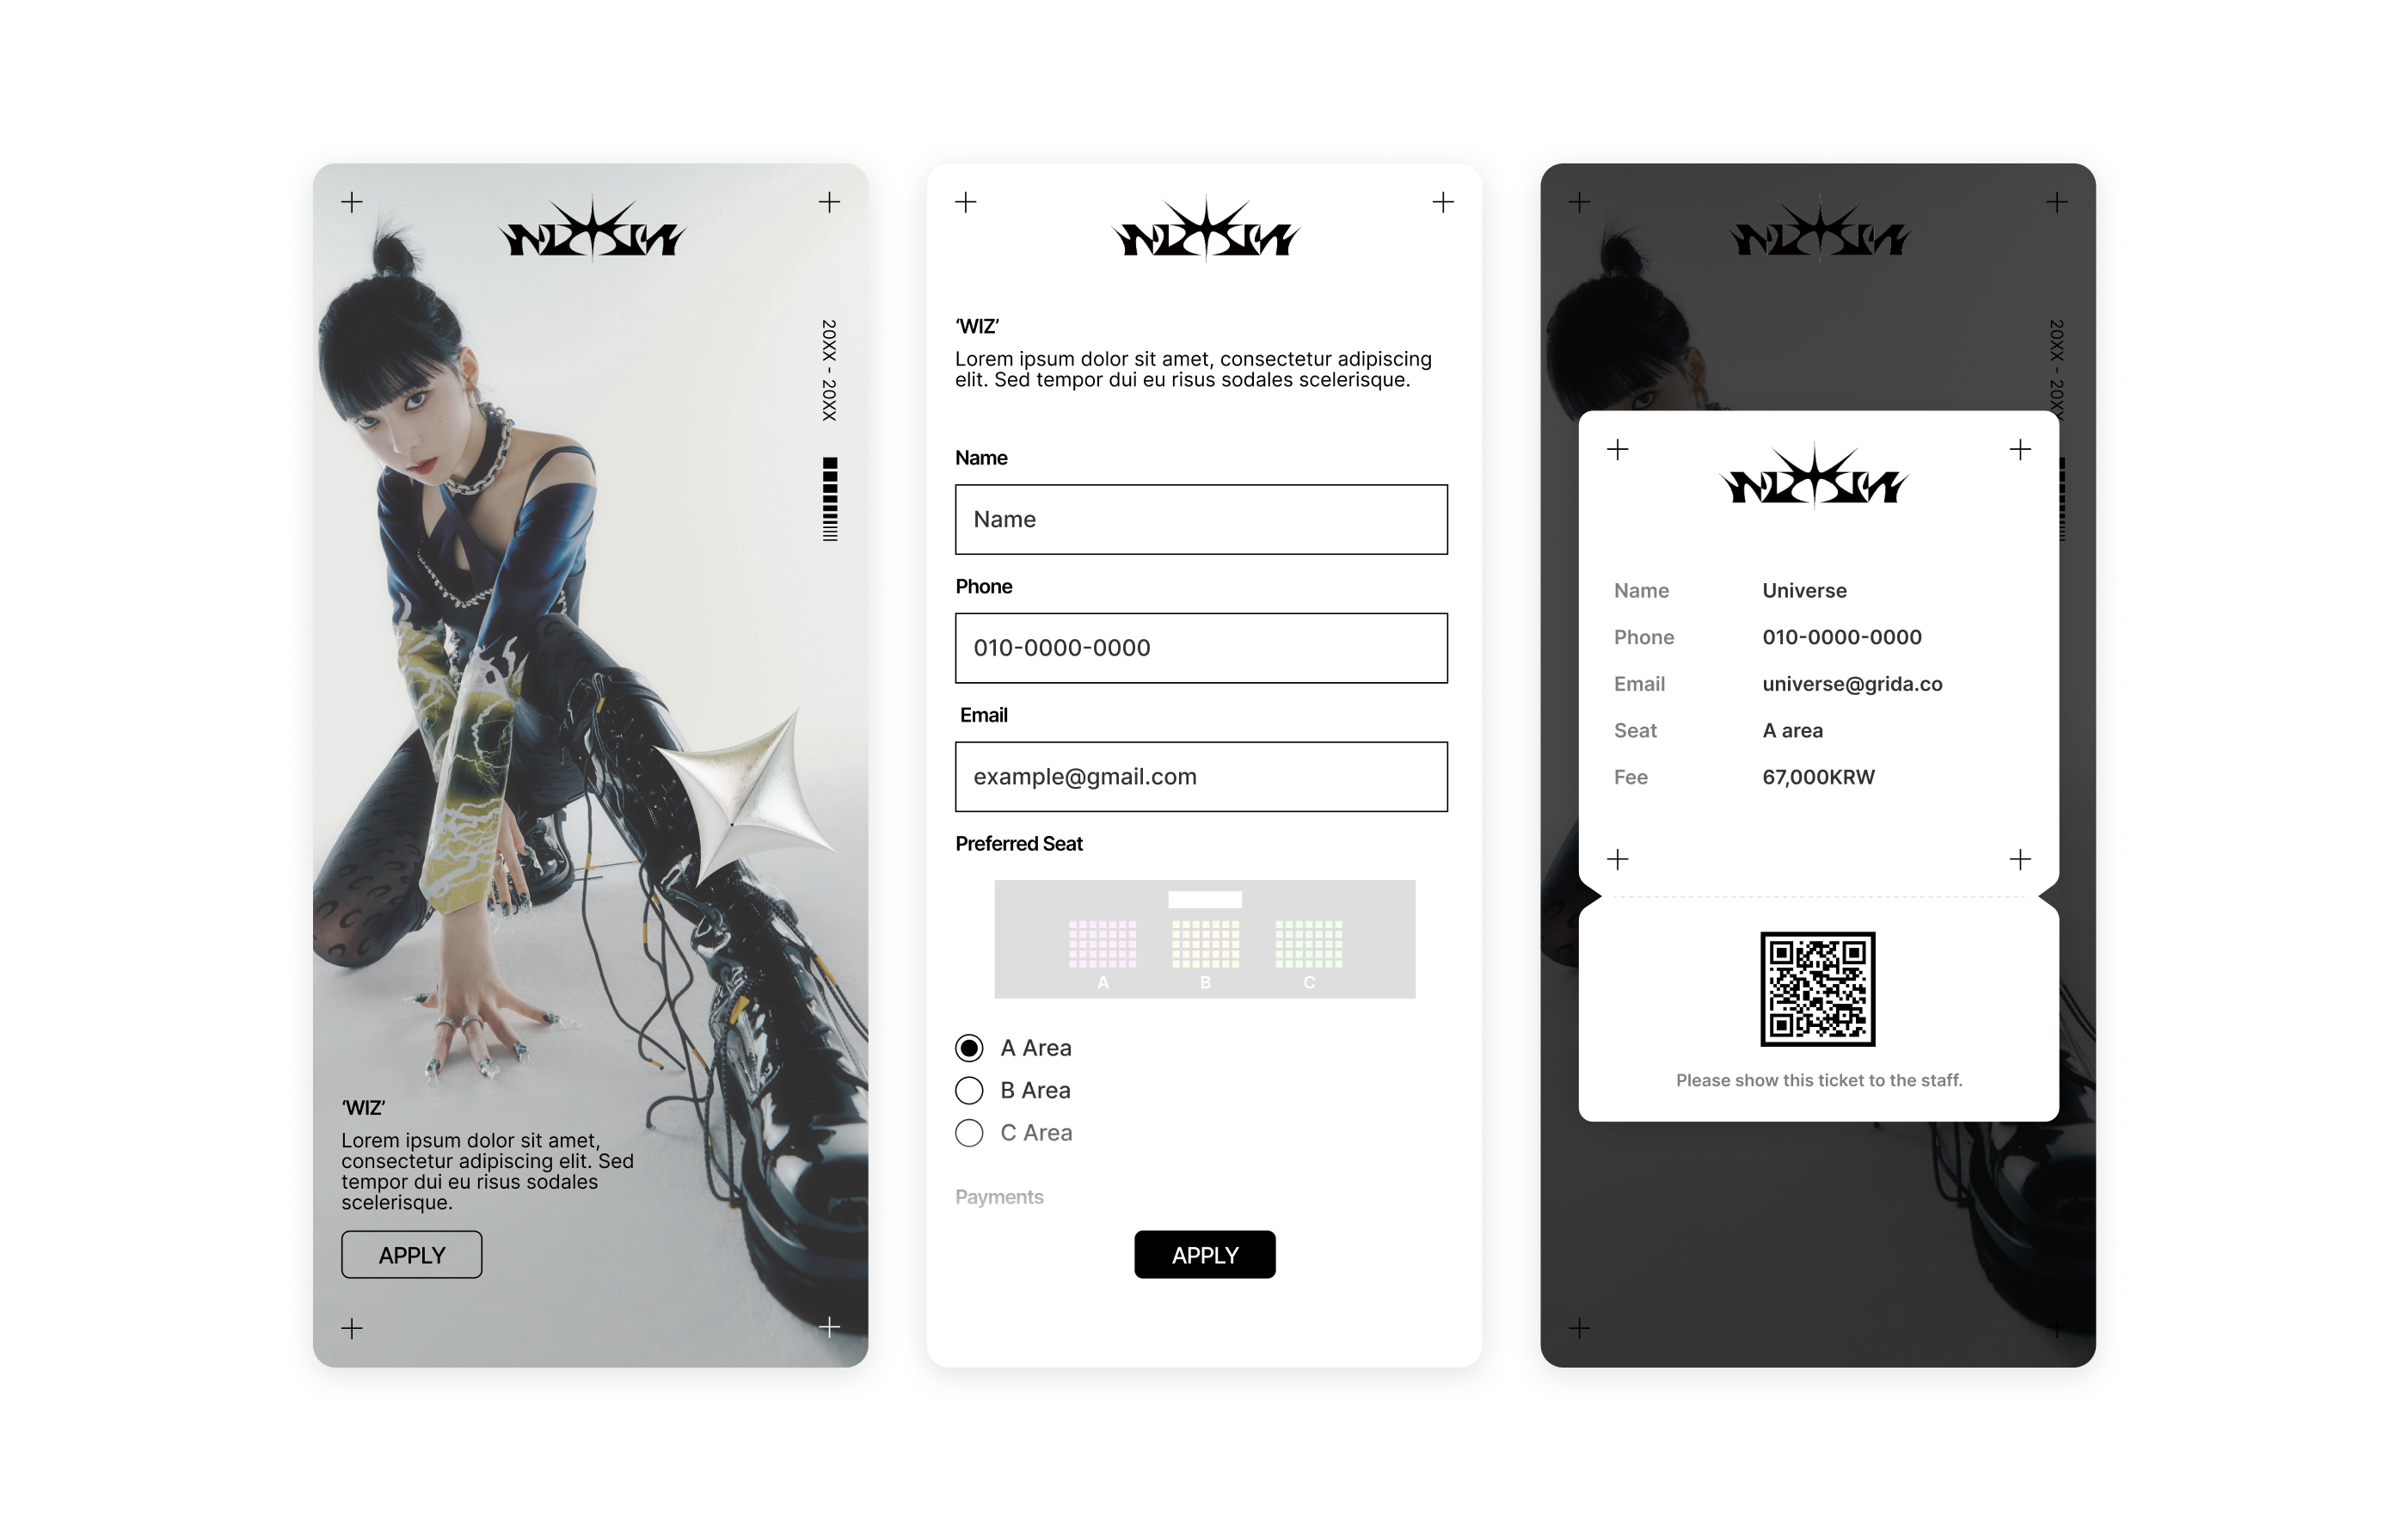 20XX - 20XX
‘WIZ’
Lorem ipsum dolor sit amet,
consectetur adipiscing elit. Sed
tempor dui eu risus sodales
scelerisque.
APPLY
‘WIZ’
Lorem ipsum dolor sit amet, consectetur adipiscing
elit. Sed tempor dui eu risus sodales scelerisque.
Name
Name
Phone
010-0000-0000
Email
example@gmail.com
Preferred Seat
A B C
A Area
B Area
C Area
Payments
APPLY
20XX - 20XX
Name Universe
Phone 010-0000-0000
Email universe@grida.co
Seat A area
Fee 67,000KRW
Please show this ticket to the staff.